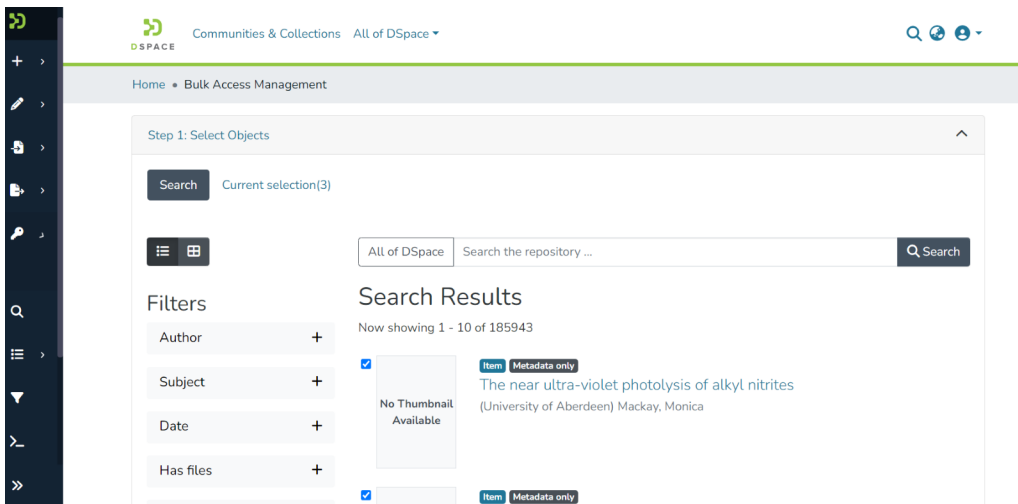 DSPACE
Communities & Collections All of DSpace
Home • Bulk Access Management
Step 1: Select Objects
Search Current selection(3)
All of DSpace Search the repository ... Search
Filters
Author
Subject
Date
Has files
Search Results
Now showing 1 - 10 of 185943
No Thumbnail
Available
Item Metadata only
The near ultra-violet photolysis of alkyl nitrites
(University of Aberdeen) Mackay, Monica
Item Metadata only